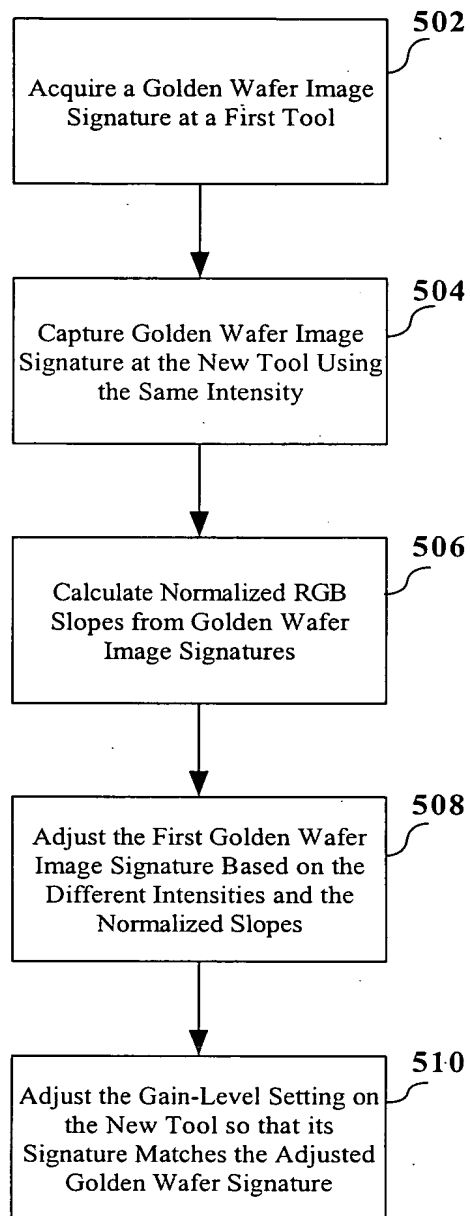 502
Acquire a Golden Wafer Image
Signature at a First Tool
504
Capture Golden Wafer Image
Signature at the New Tool Using
the Same Intensity
506
Calculate Normalized RGB
Slopes from Golden Wafer
Image Signatures
508
Adjust the First Golden Wafer
Image Signature Based on the
Different Intensities and the
Normalized Slopes
510
Adjust the Gain-Level Setting on
the New Tool so that its
Signature Matches the Adjusted
Golden Wafer Signature